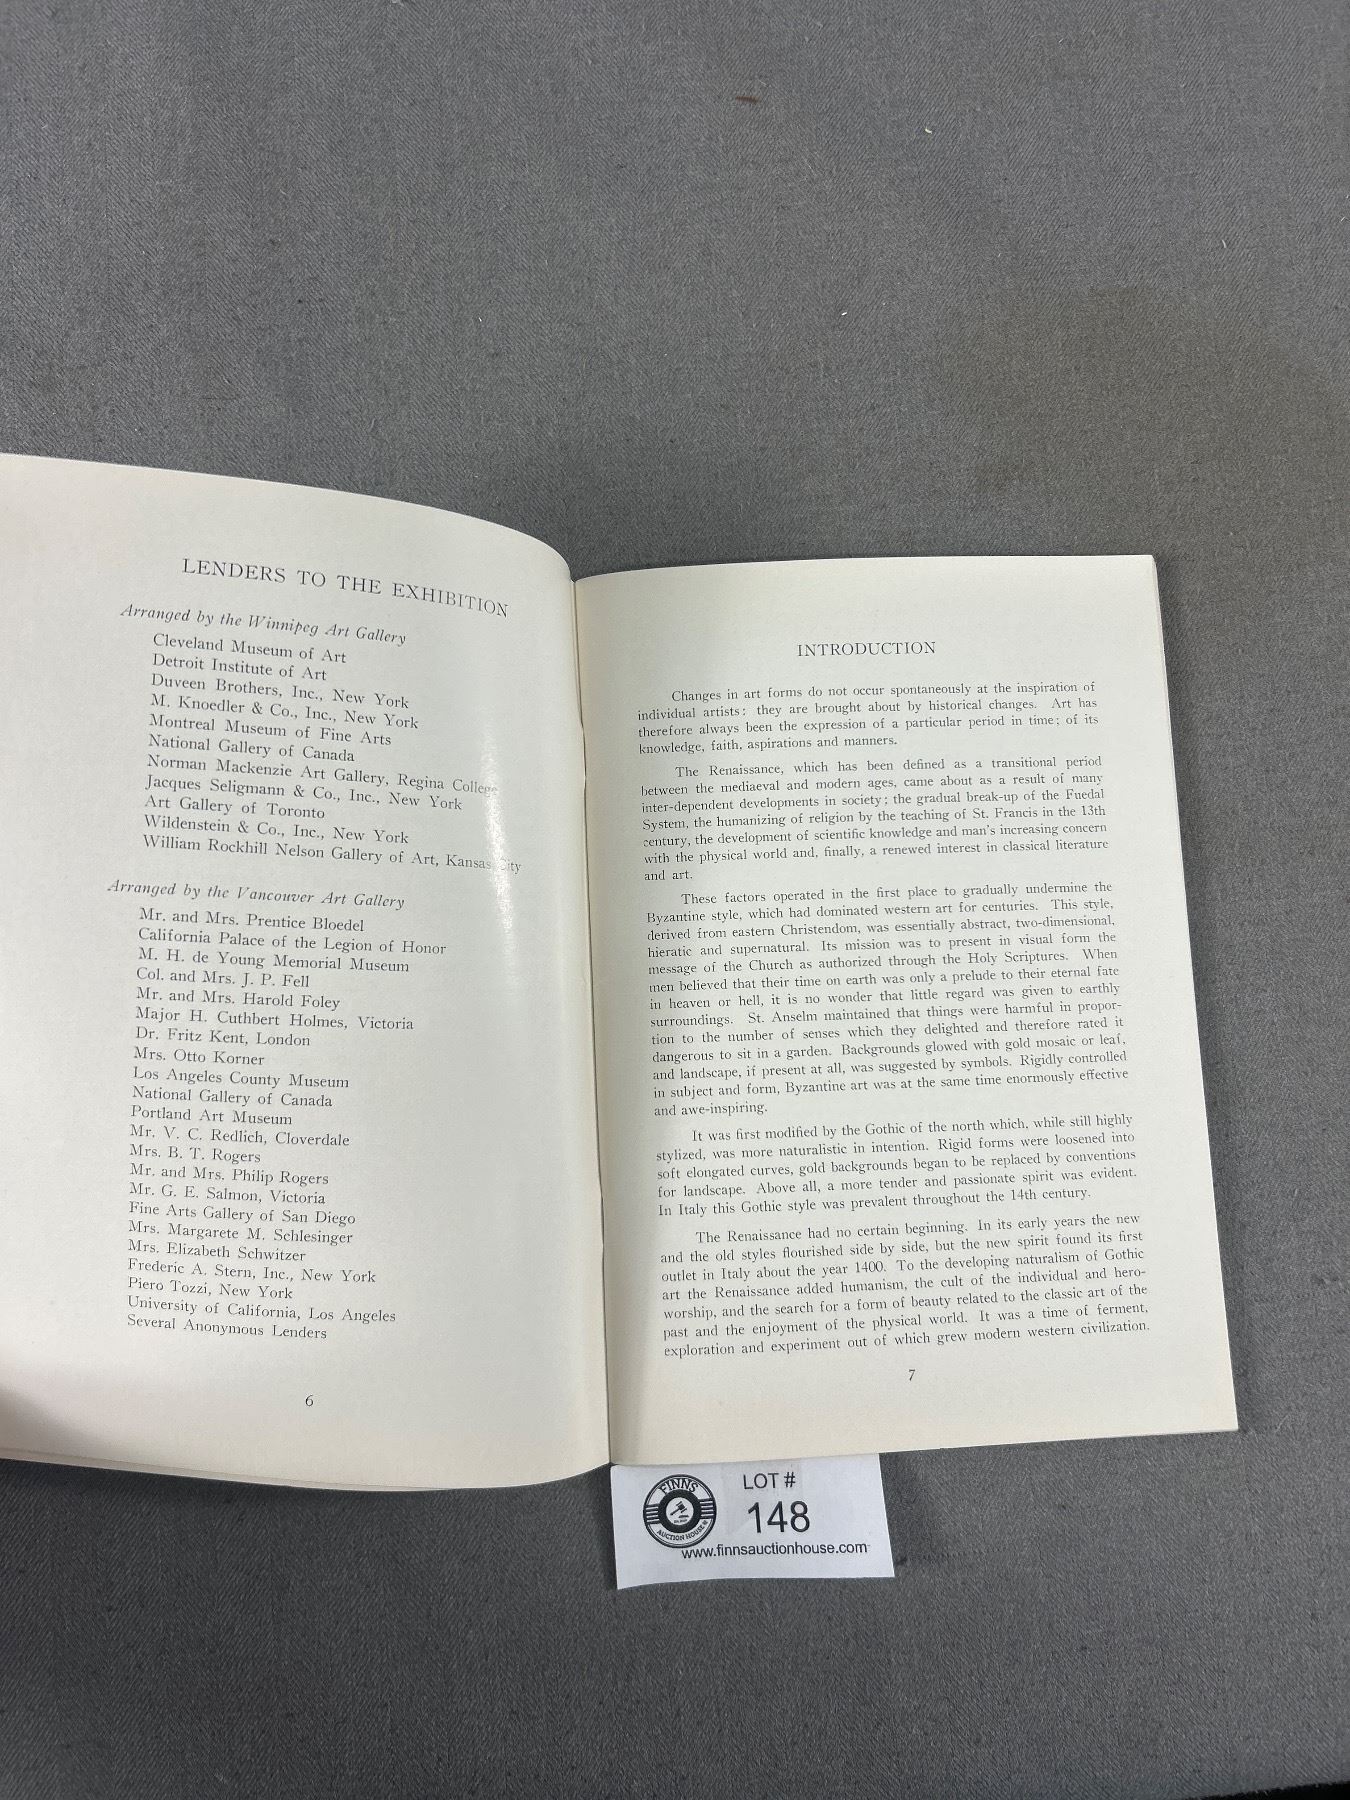 LENDERS TO THE EXHIBITION
Arranged by the Winnipeg Art Gallery
Cleveland Museum of Art
Detroit Institute of Art
Duveen Brothers, Inc., New York
M. Knoedler & Co., Inc., New York
Montreal Museum of Fine Arts
National Gallery of Canada
Norman Mackenzie Art Gallery, Regina College
Jacques Seligmann & Co., Inc., New York
Art Gallery of Toronto
Wildenstein & Co., Inc., New York
William Rockhill Nelson Gallery of Art, Kansas City
Arranged by the Vancouver Art Gallery
Mr. and Mrs. Prentice Bloedel
California Palace of the Legion of Honor
M. H. de Young Memorial Museum
Col. and Mrs. J. P. Fell
Mr. and Mrs. Harold Foley
Major H. Cuthbert Holmes, Victoria
Dr. Fritz Kent, London
Mrs. Otto Korner
Los Angeles County Museum
National Gallery of Canada
Portland Art Museum
Mr. V. C. Redlich, Cloverdale
Mrs. B. T. Rogers
Mr. and Mrs. Philip Rogers
Mr. G. E. Salmon, Victoria
Fine Arts Gallery of San Diego
Mrs. Margarete M. Schlesinger
Mrs. Elizabeth Schwitzer
Frederic A. Stern, Inc., New York
Piero Tozzi, New York
University of California, Los Angeles
Several Anonymous Lenders
6
INTRODUCTION
Changes in art forms do not occur spontaneously at the inspiration of
individual artists: they are brought about by historical changes. Art has
therefore always been the expression of a particular period in time; of its
knowledge, faith, aspirations and manners.
The Renaissance, which has been defined as a transitional period
between the mediaeval and modern ages, came about as a result of many
inter-dependent developments in society; the gradual break-up of the Fuedal
System, the humanizing of religion by the teaching of St. Francis in the 13th
century, the development of scientific knowledge and man's increasing concern
with the physical world and, finally, a renewed interest in classical literature
and art.
These factors operated in the first place to gradually undermine the
Byzantine style, which had dominated western art for centuries. This style,
derived from eastern Christendom, was essentially abstract, two-dimensional,
hieratic and supernatural. Its mission was to present in visual form the
message of the Church as authorized through the Holy Scriptures. When
men believed that their time on earth was only a prelude to their eternal fate
in heaven or hell, it is no wonder that little regard was given to earthly
surroundings. St. Anselm maintained that things were harmful in propor-
tion to the number of senses which they delighted and therefore rated it
dangerous to sit in a garden. Backgrounds glowed with gold mosaic or leaf,
and landscape, if present at all, was suggested by symbols. Rigidly controlled
in subject and form, Byzantine art was at the same time enormously effective
and awe-inspiring.
It was first modified by the Gothic of the north which, while still highly
stylized, was more naturalistic in intention. Rigid forms were loosened into
soft elongated curves, gold backgrounds began to be replaced by conventions
for landscape. Above all, a more tender and passionate spirit was evident.
In Italy this Gothic style was prevalent throughout the 14th century.
The Renaissance had no certain beginning. In its early years the new
and the old styles flourished side by side, but the new spirit found its first
outlet in Italy about the year 1400. To the developing naturalism of Gothic
art the Renaissance added humanism, the cult of the individual and hero-
worship, and the search for a form of beauty related to the classic art of the
past and the enjoyment of the physical world. It was a time of ferment,
exploration and experiment out of which grew modern western civilization.
7
FINNS
AUCTION HOUSE
LOT #
148
www.finnsauctionhouse.com